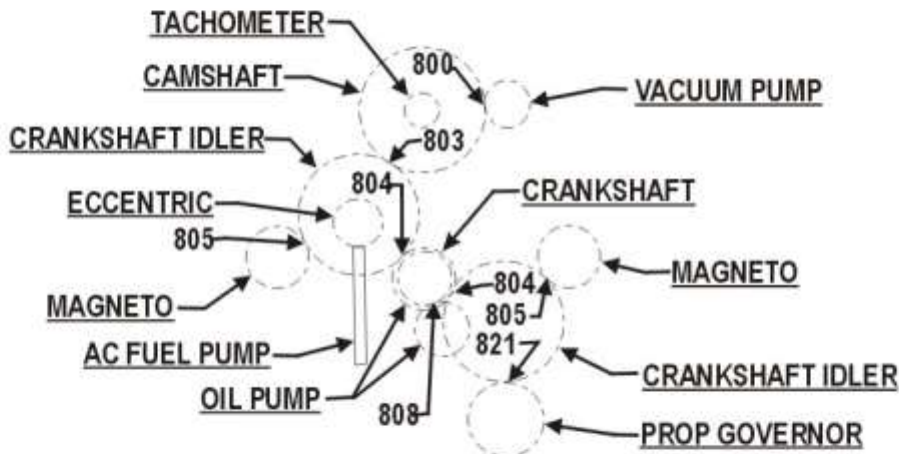 TACHOMETER
800
CAMSHAFT
VACUUM PUMP
803
CRANKSHAFT IDLER
804
CRANKSHAFT
ECCENTRIC
805
MAGNETO
804
MAGNETO
805
821
AC FUEL PUMP
CRANKSHAFT IDLER
OIL PUMP
808
PROP GOVERNOR